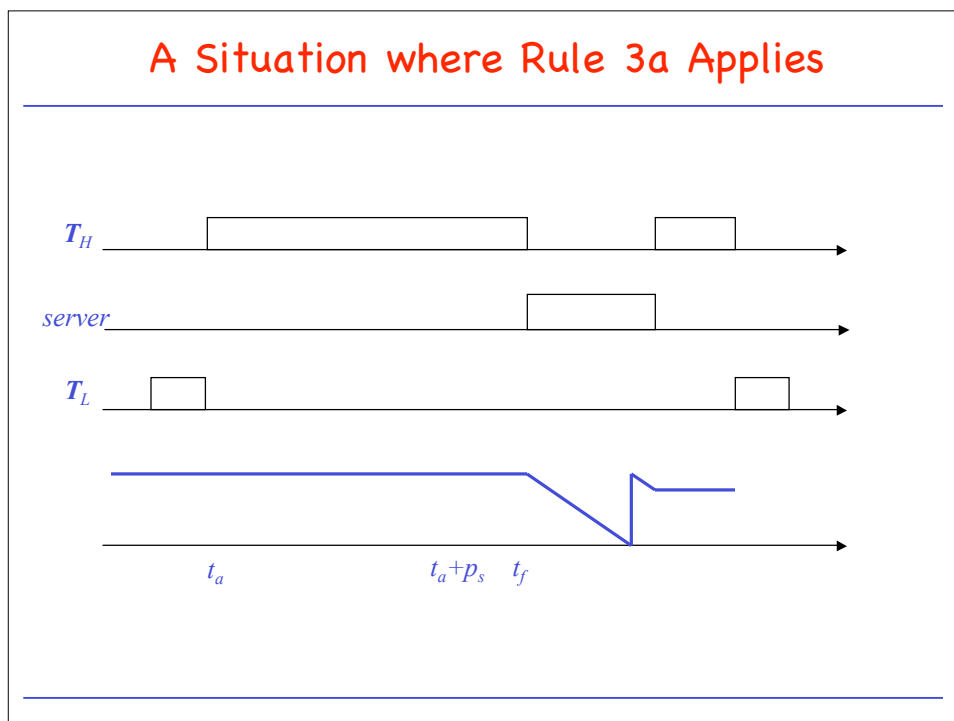 A Situation where Rule 3a Applies
T_H
server
T_L
t_a t_a+p_s t_f